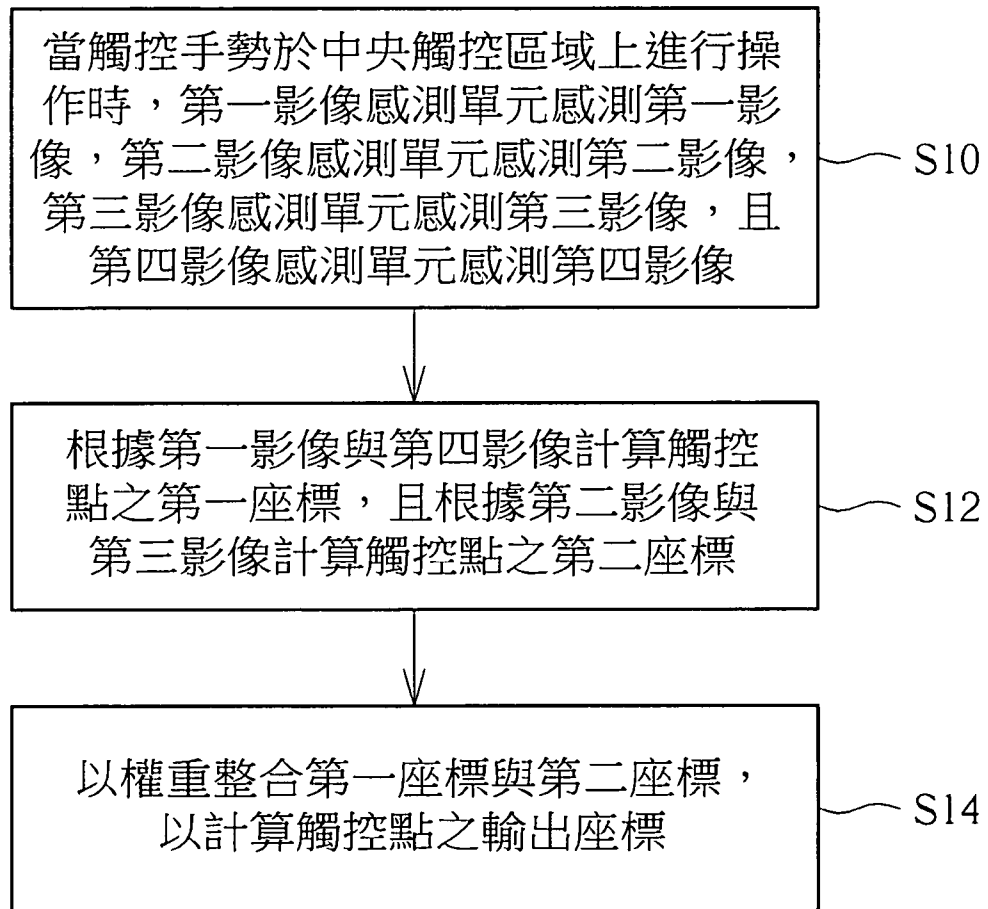 當觸控手勢於中央觸控區域上進行操
作時，第一影像感測單元感測第一影
像，第二影像感測單元感測第二影像，
第三影像感測單元感測第三影像，且
第四影像感測單元感測第四影像
S10
根據第一影像與第四影像計算觸控
點之第一座標，且根據第二影像與
第三影像計算觸控點之第二座標
S12
以權重整合第一座標與第二座標，
以計算觸控點之輸出座標
S14